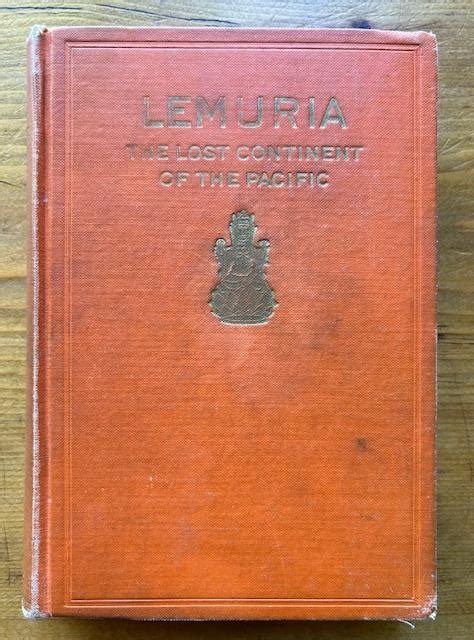 LEMURIA
THE LOST CONTINENT
OF THE PACIFIC